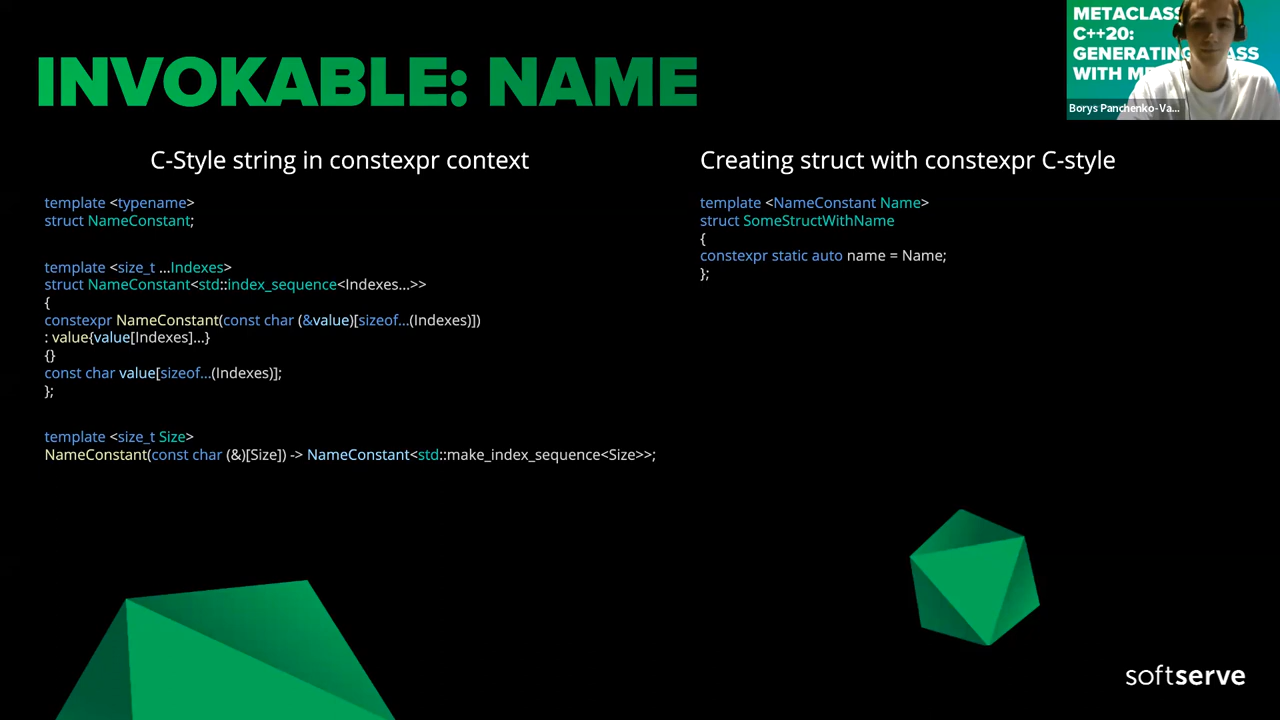 INVOKABLE: NAME
C-Style string in constexpr context
template <typename>
struct NameConstant;
template <size_t ...Indexes>
struct NameConstant<std::index_sequence<Indexes...>>
{
constexpr NameConstant(const char (&value)[sizeof...(Indexes)])
: value{value[Indexes]...}
{}
const char value[sizeof...(Indexes)];
};
template <size_t Size>
NameConstant(const char (&)[Size]) -> NameConstant<std::make_index_sequence<Size>>;
Creating struct with constexpr C-style
template <NameConstant Name>
struct SomeStructWithName
{
constexpr static auto name = Name;
};
C++20:
GENERATING
WITH
Borys Panchenko-Va...
softserve